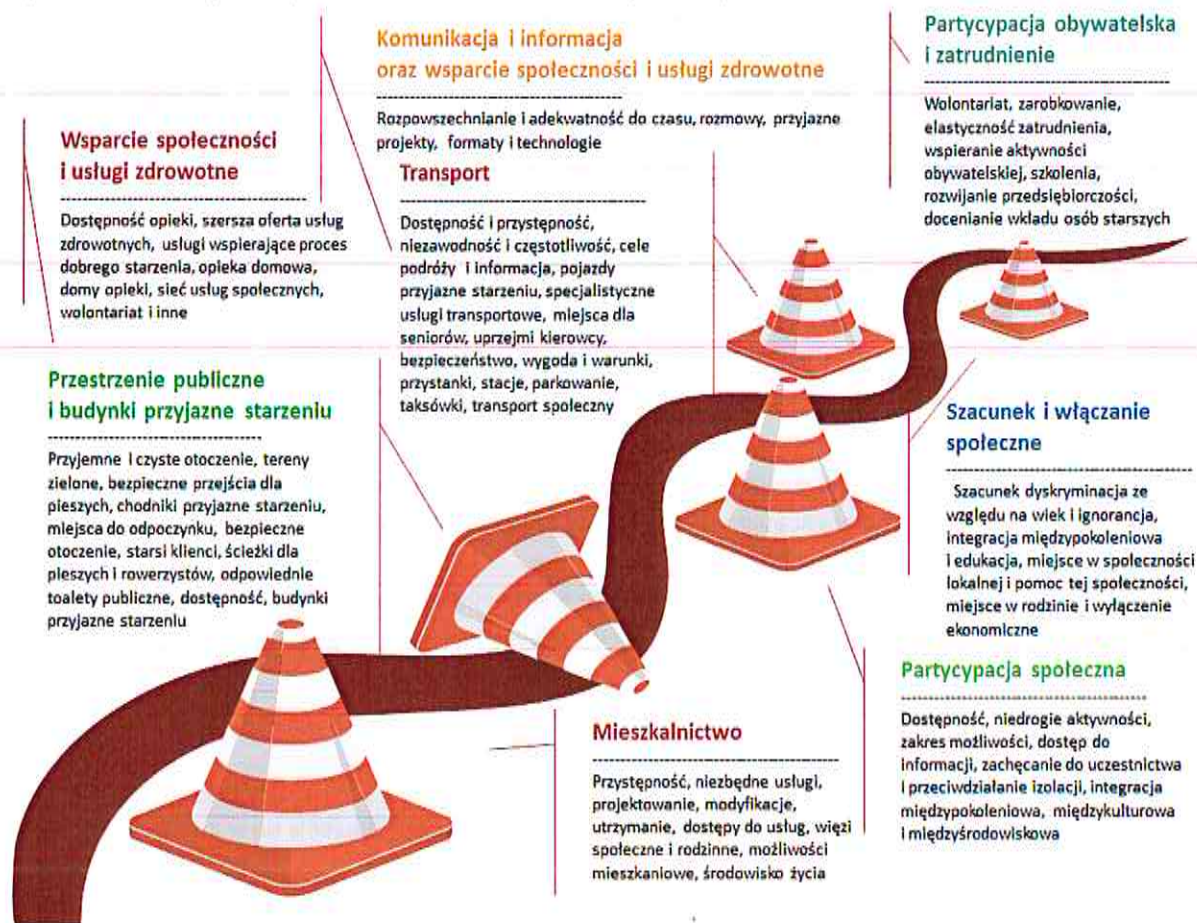 Komunikacja i informacja
oraz wsparcie społeczności i usługi zdrowotne
Rozpowszechnianie i adekwatność do czasu, rozmowy, przyjazne
projekty, formaty i technologie
Partycypacja obywatelska
i zatrudnienie
Wolontariat, zarobkowanie,
elastyczność zatrudnienia,
wspieranie aktywności
obywatelskiej, szkolenia,
rozwijanie przedsiębiorczości,
docenianie wkładu osób starszych
Wsparcie społeczności
i usługi zdrowotne
Dostępność opieki, szersza oferta usług
zdrowotnych, usługi wspierające proces
dobrego starzenia, opieka domowa,
domy opieki, sieć usług społecznych,
wolontariat i inne
Transport
Dostępność i przystępność,
niezawodność i częstotliwość, cele
podróży i informacja, pojazdy
przyjazne starzeniu, specjalistyczne
usługi transportowe, miejsca dla
seniorów, uprzejmi kierowcy,
bezpieczeństwo, wygoda i warunki,
przystanki, stacje, parkowanie,
taksówki, transport społeczny
Przestrzenie publiczne
i budynki przyjazne starzeniu
Przyjemne i czyste otoczenie, tereny
zielone, bezpieczne przejścia dla
pieszych, chodniki przyjazne starzeniu,
miejsca do odpoczynku, bezpieczne
otoczenie, starsi klienci, ścieżki dla
pieszych i rowerzystów, odpowiednie
toalety publiczne, dostępność, budynki
przyjazne starzeniu
Szacunek i włączanie
społeczne
Szacunek dyskryminacja ze
względu na wiek i ignorancja,
integracja międzypokoleniowa
i edukacja, miejsce w społeczności
lokalnej i pomoc tej społeczności,
miejsce w rodzinie i wyłączenie
ekonomiczne
Partycypacja społeczna
Dostępność, niedrogie aktywności,
zakres możliwości, dostęp do
informacji, zachęcanie do uczestnictwa
i przeciwdziałanie izolacji, integracja
międzypokoleniowa, międzykulturowa
i międzyśrodowiskowa
Mieszkalnictwo
Przystępność, niezbędne usługi,
projektowanie, modyfikacje,
utrzymanie, dostępy do usług, więzi
społeczne i rodzinne, możliwości
mieszkaniowe, środowisko życia